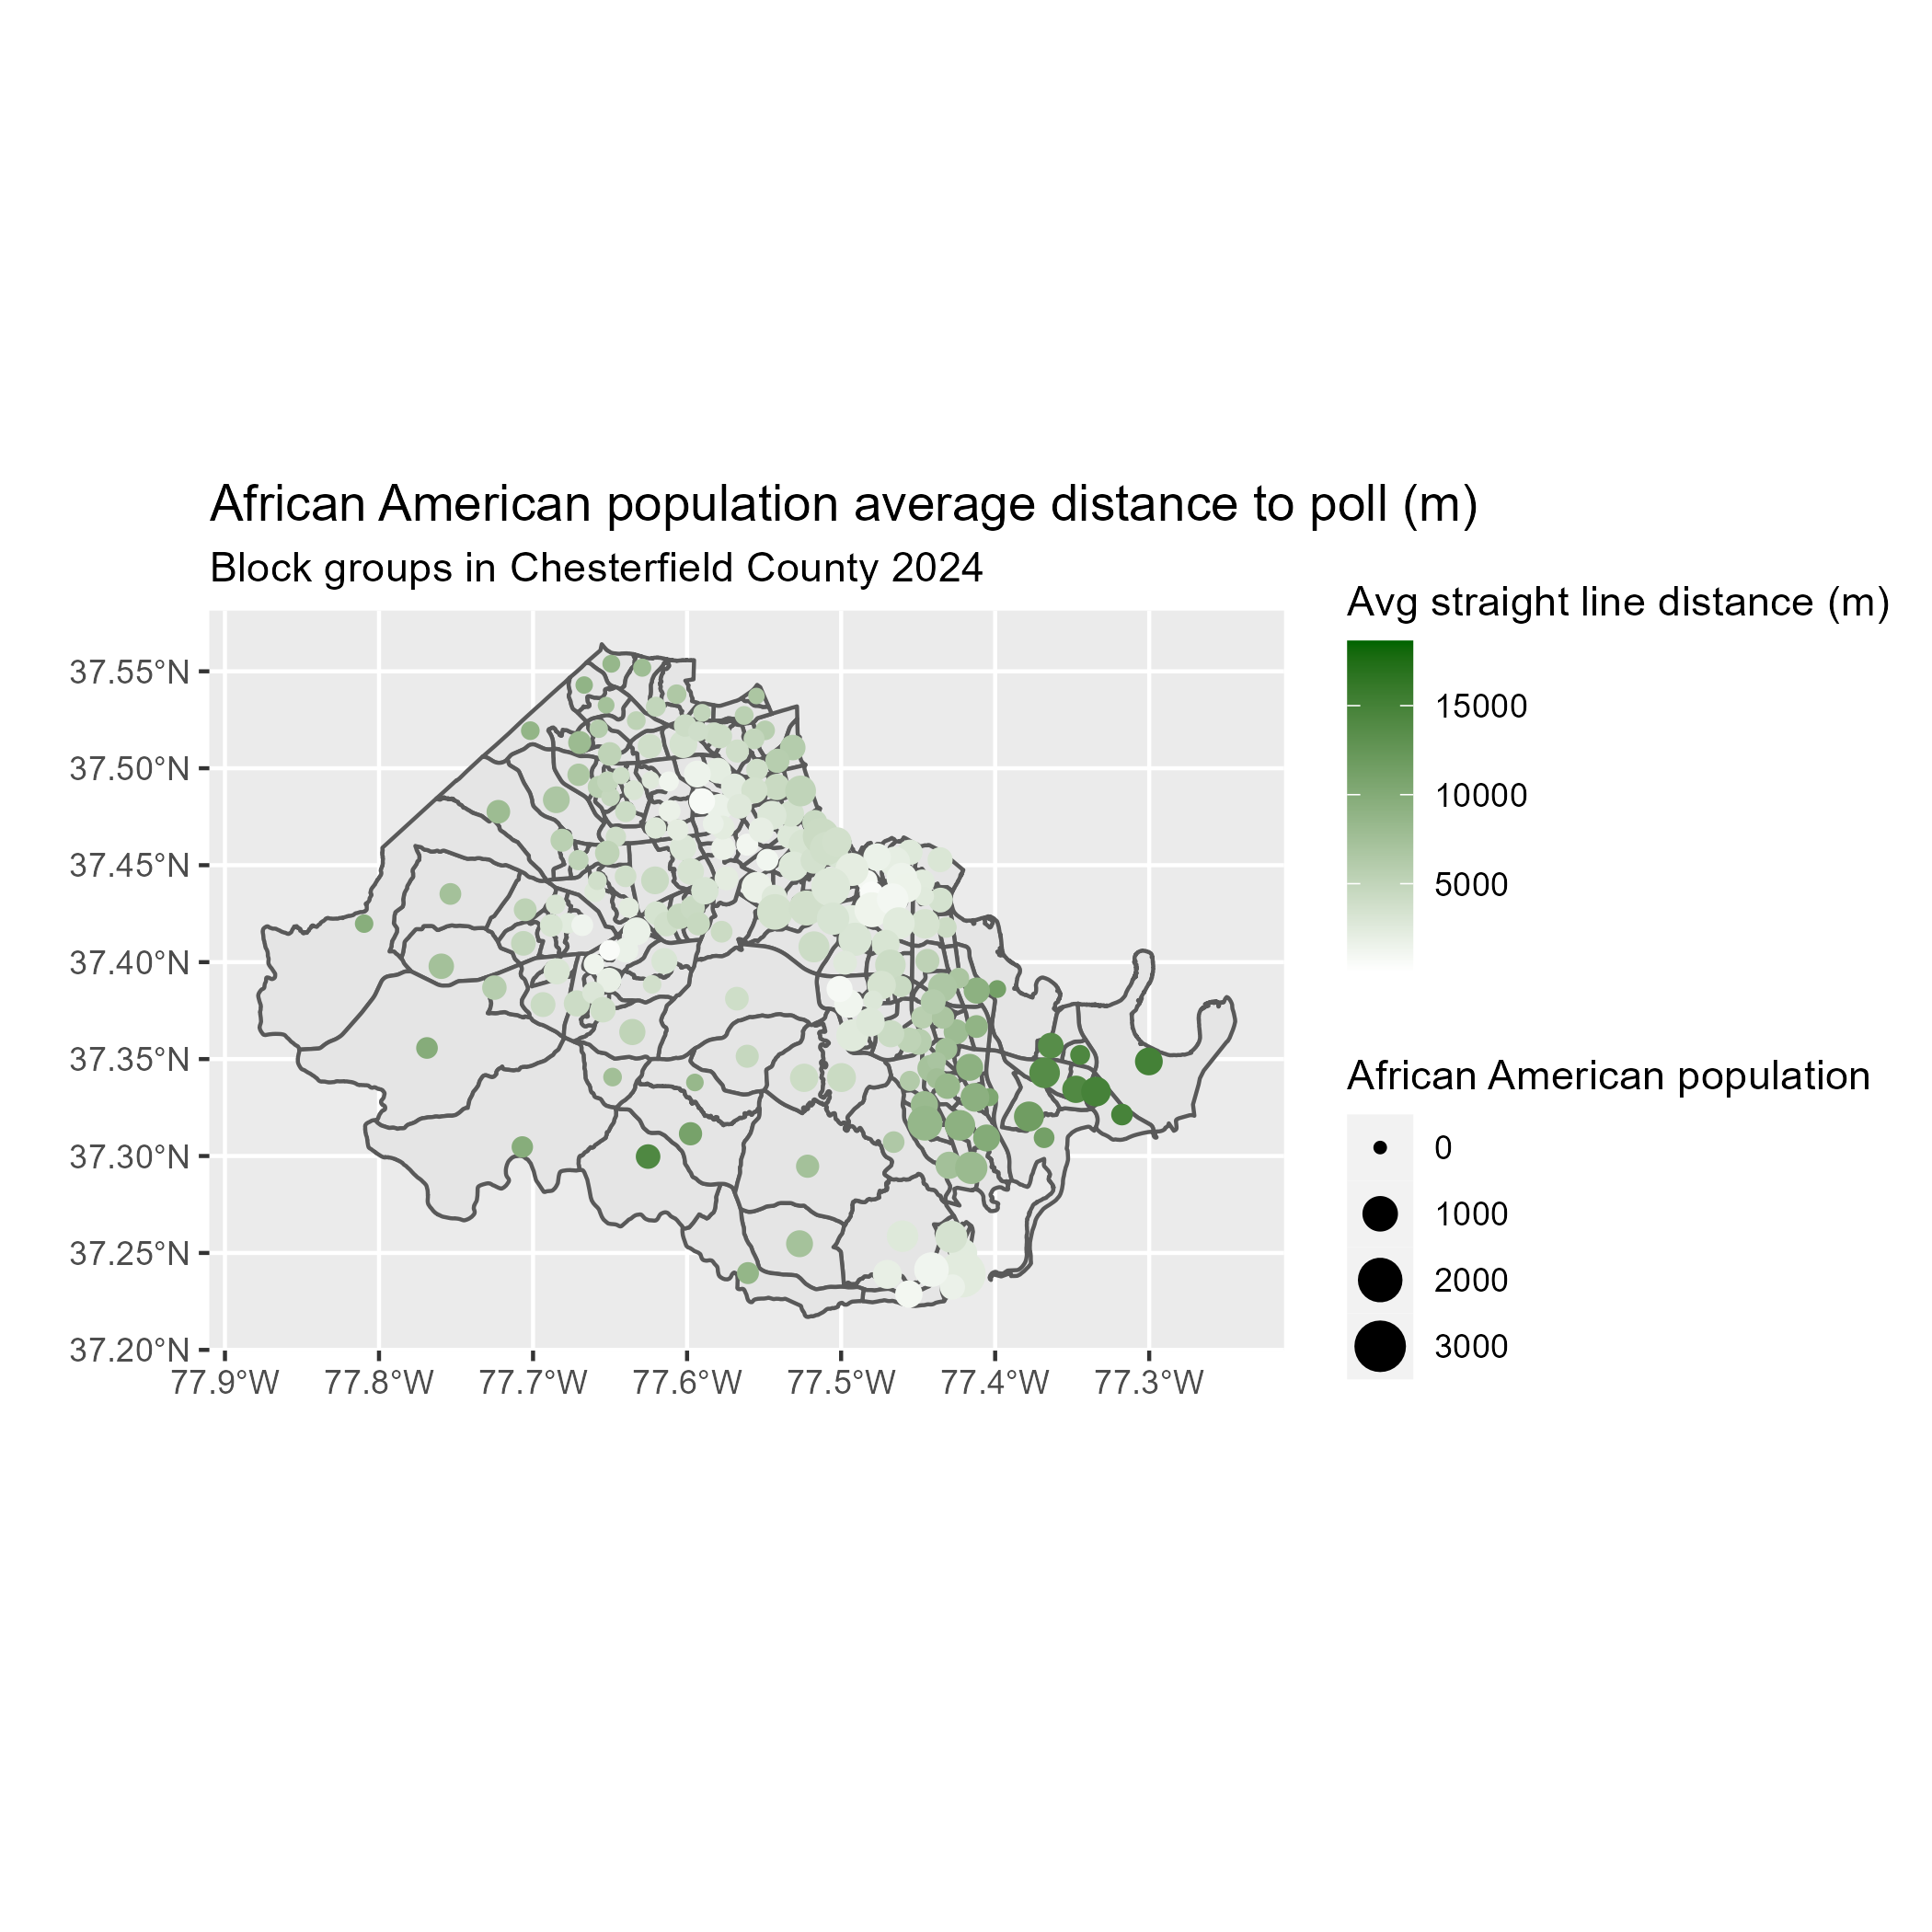 African American population average distance to poll (m)
Block groups in Chesterfield County 2024
Avg straight line distance (m)
15000
10000
5000
African American population
0
1000
2000
3000
37.55°N
37.50°N
37.45°N
37.40°N
37.35°N
37.30°N
37.25°N
37.20°N
77.9°W 77.8°W 77.7°W 77.6°W 77.5°W 77.4°W 77.3°W